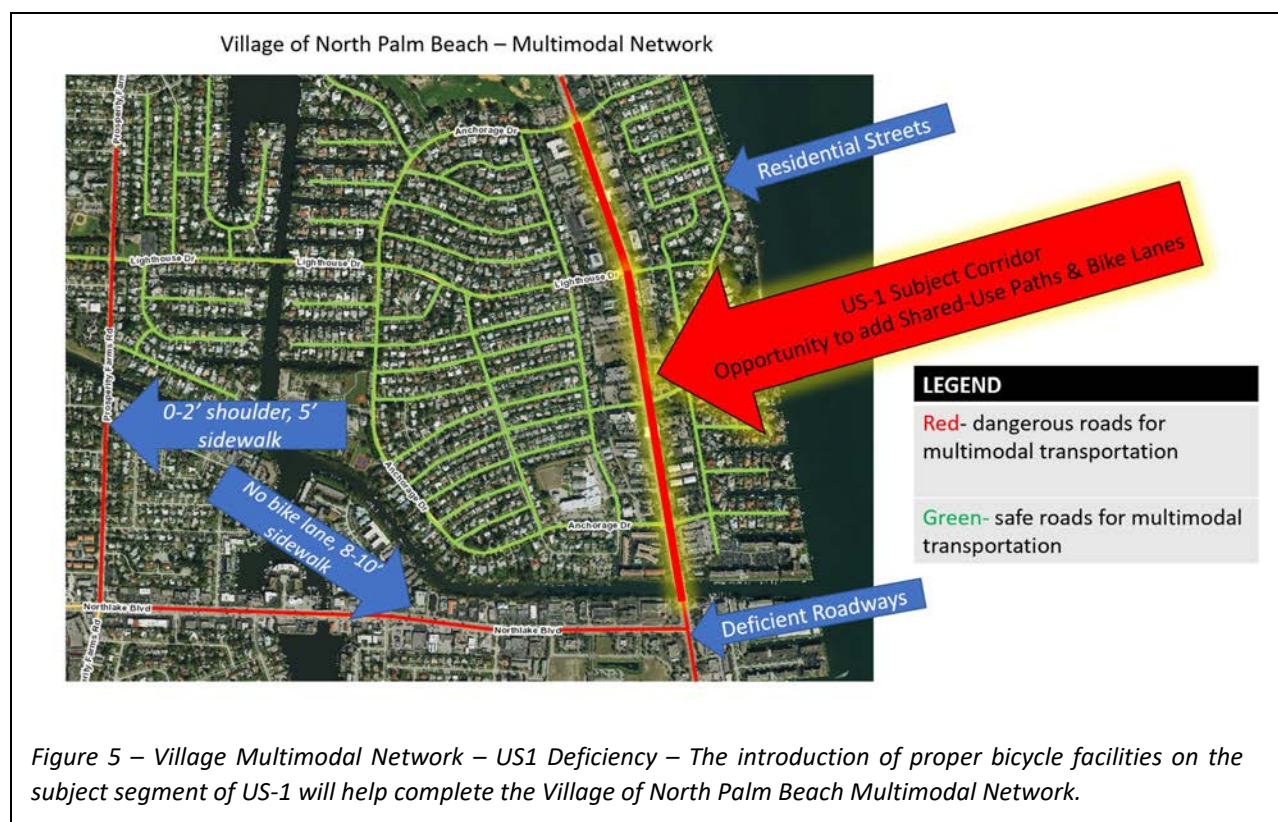 Village of North Palm Beach – Multimodal Network
Prosperity Farms Rd
Anchorage Dr
Residential Streets
Lighthouse Dr
Lighthouse Dr
Lighthouse Dr
US-1 Subject Corridor
Opportunity to add Shared-Use Paths & Bike Lanes
Prosperity Farms Rd
0-2’ shoulder, 5’
sidewalk
LEGEND
Red- dangerous roads for
multimodal transportation
Green- safe roads for multimodal
transportation
No bike lane, 8-10’
sidewalk
Anchorage Dr
Anchorage Dr
Northlake Blvd
Northlake Blvd
Deficient Roadways
Figure 5 – Village Multimodal Network – US1 Deficiency – The introduction of proper bicycle facilities on the
subject segment of US-1 will help complete the Village of North Palm Beach Multimodal Network.